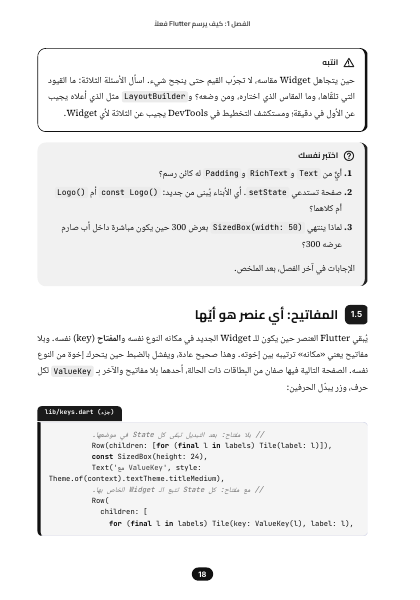 الفصل 1: كيف يرسم Flutter فعلاً
انتبه
حين يتجاهل Widget مقاسه، لا تجرّب القيم حتى ينجح شيء. اسأل الأسئلة الثلاثة: ما القيود
التي تلقّاها، وما المقاس الذي اختاره، ومن وضعه؟ وLayoutBuilder مثل الذي أعلاه يجيب
عن الأول في دقيقة؛ ومستكشف التخطيط في DevTools يجيب عن الثلاثة لأي Widget.
اختبر نفسك
1. أيٌّ من Text و RichText و Padding له كائن رسم؟
2. صفحة تستدعي setState. أي الأبناء يُبنى من جديد: const Logo() أم Logo()
أم كلاهما؟
3. لماذا ينتهي SizedBox(width: 50) بعرض 300 حين يكون مباشرة داخل أب صارم
عرضه 300؟
الإجابات في آخر الفصل، بعد الملخص.
1.5 المفاتيح: أي عنصر هو أيّها
يُبقي Flutter العنصر حين يكون للـ Widget الجديد في مكانه النوع نفسه والمفتاح (key) نفسه. وبلا
مفاتيح يعني «مكانه» ترتيبه بين إخوته. وهذا صحيح عادة، ويفشل بالضبط حين يتحرك إخوة من النوع
نفسه. الصفحة التالية فيها صفان من البطاقات ذات الحالة، أحدهما بلا مفاتيح والآخر بـ ValueKey لكل
حرف، وزر يبدّل الحرفين:
lib/keys.dart (جزء)
// بلا مفتاح: بعد التبديل تبقى كل State في موضعها.
Row(children: [for (final l in labels) Tile(label: l)]),
const SizedBox(height: 24),
Text('مع ValueKey', style:
Theme.of(context).textTheme.titleMedium),
// مع مفتاح: كل State تتبع الـ Widget الخاص بها.
Row(
children: [
for (final l in labels) Tile(key: ValueKey(l), label: l),
18